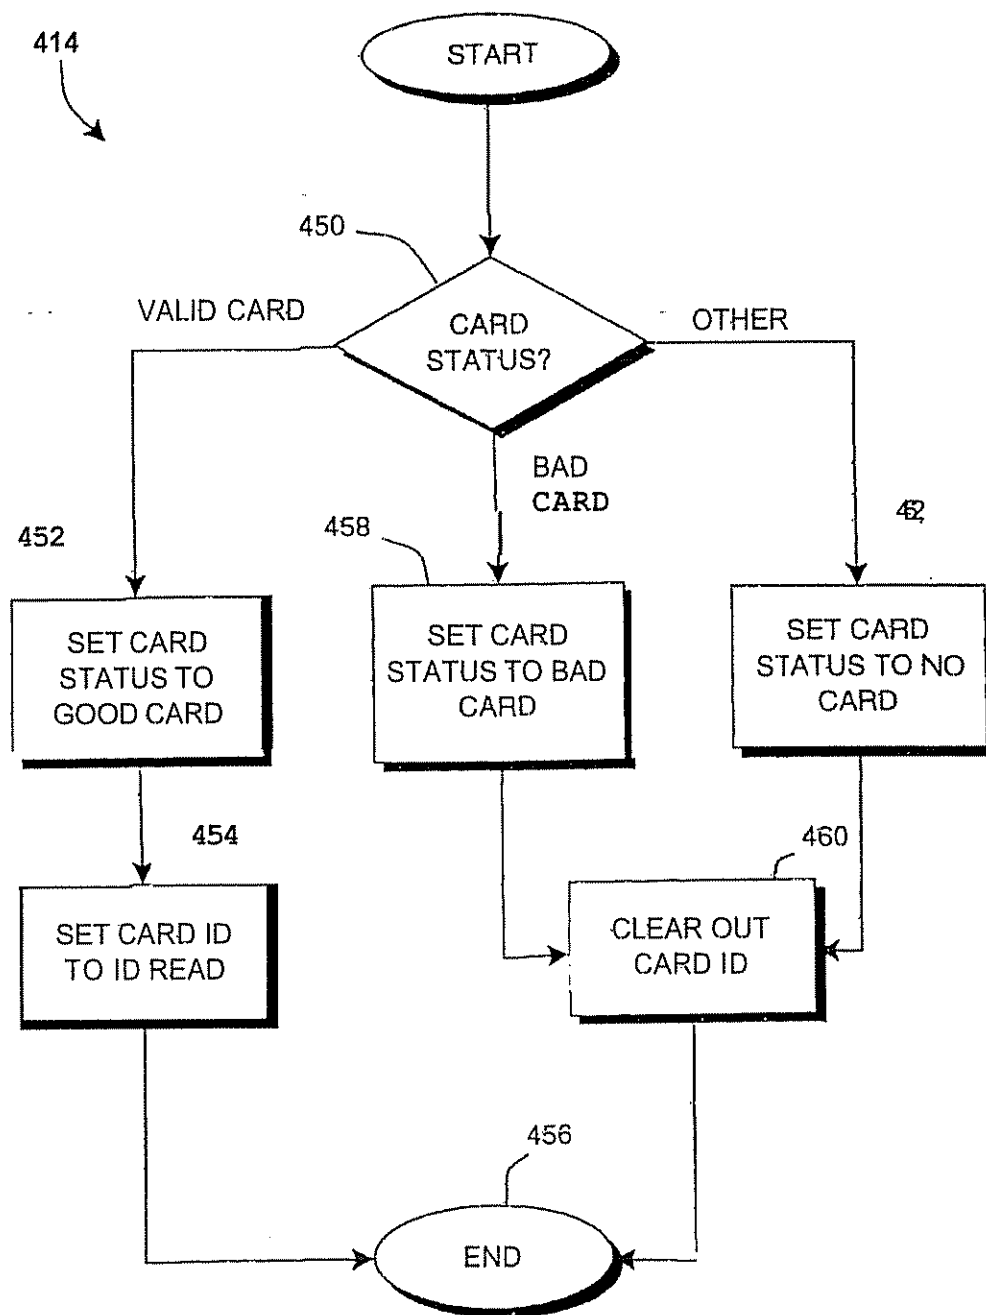 414
START
450
VALID CARD
CARD
STATUS?
OTHER
BAD
CARD
452
458
SET CARD
STATUS TO
GOOD CARD
SET CARD
STATUS TO BAD
CARD
SET CARD
STATUS TO NO
CARD
454
460
SET CARD ID
TO ID READ
CLEAR OUT
CARD ID
456
END